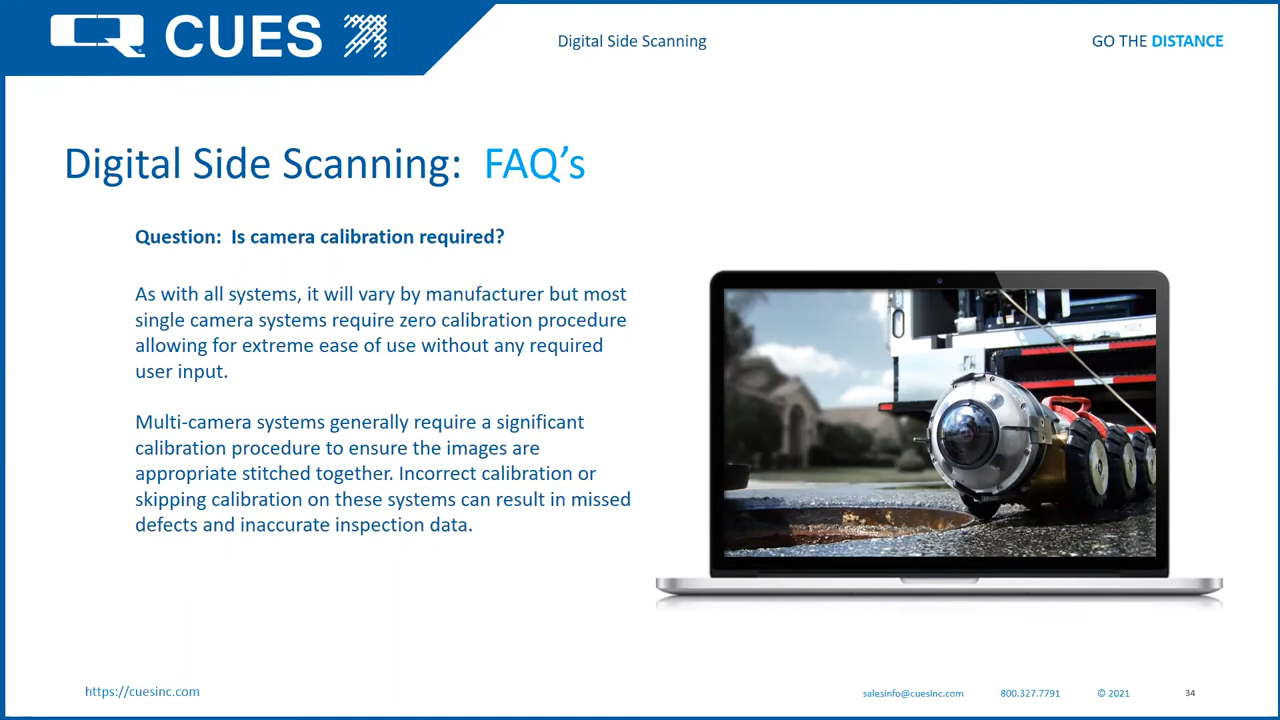 CUES
Digital Side Scanning
GO THE DISTANCE
Digital Side Scanning: FAQ’s
Question: Is camera calibration required?
As with all systems, it will vary by manufacturer but most
single camera systems require zero calibration procedure
allowing for extreme ease of use without any required
user input.
Multi-camera systems generally require a significant
calibration procedure to ensure the images are
appropriate stitched together. Incorrect calibration or
skipping calibration on these systems can result in missed
defects and inaccurate inspection data.
https://cuesinc.com
salesinfo@cuesinc.com
800.327.7791
© 2021
34